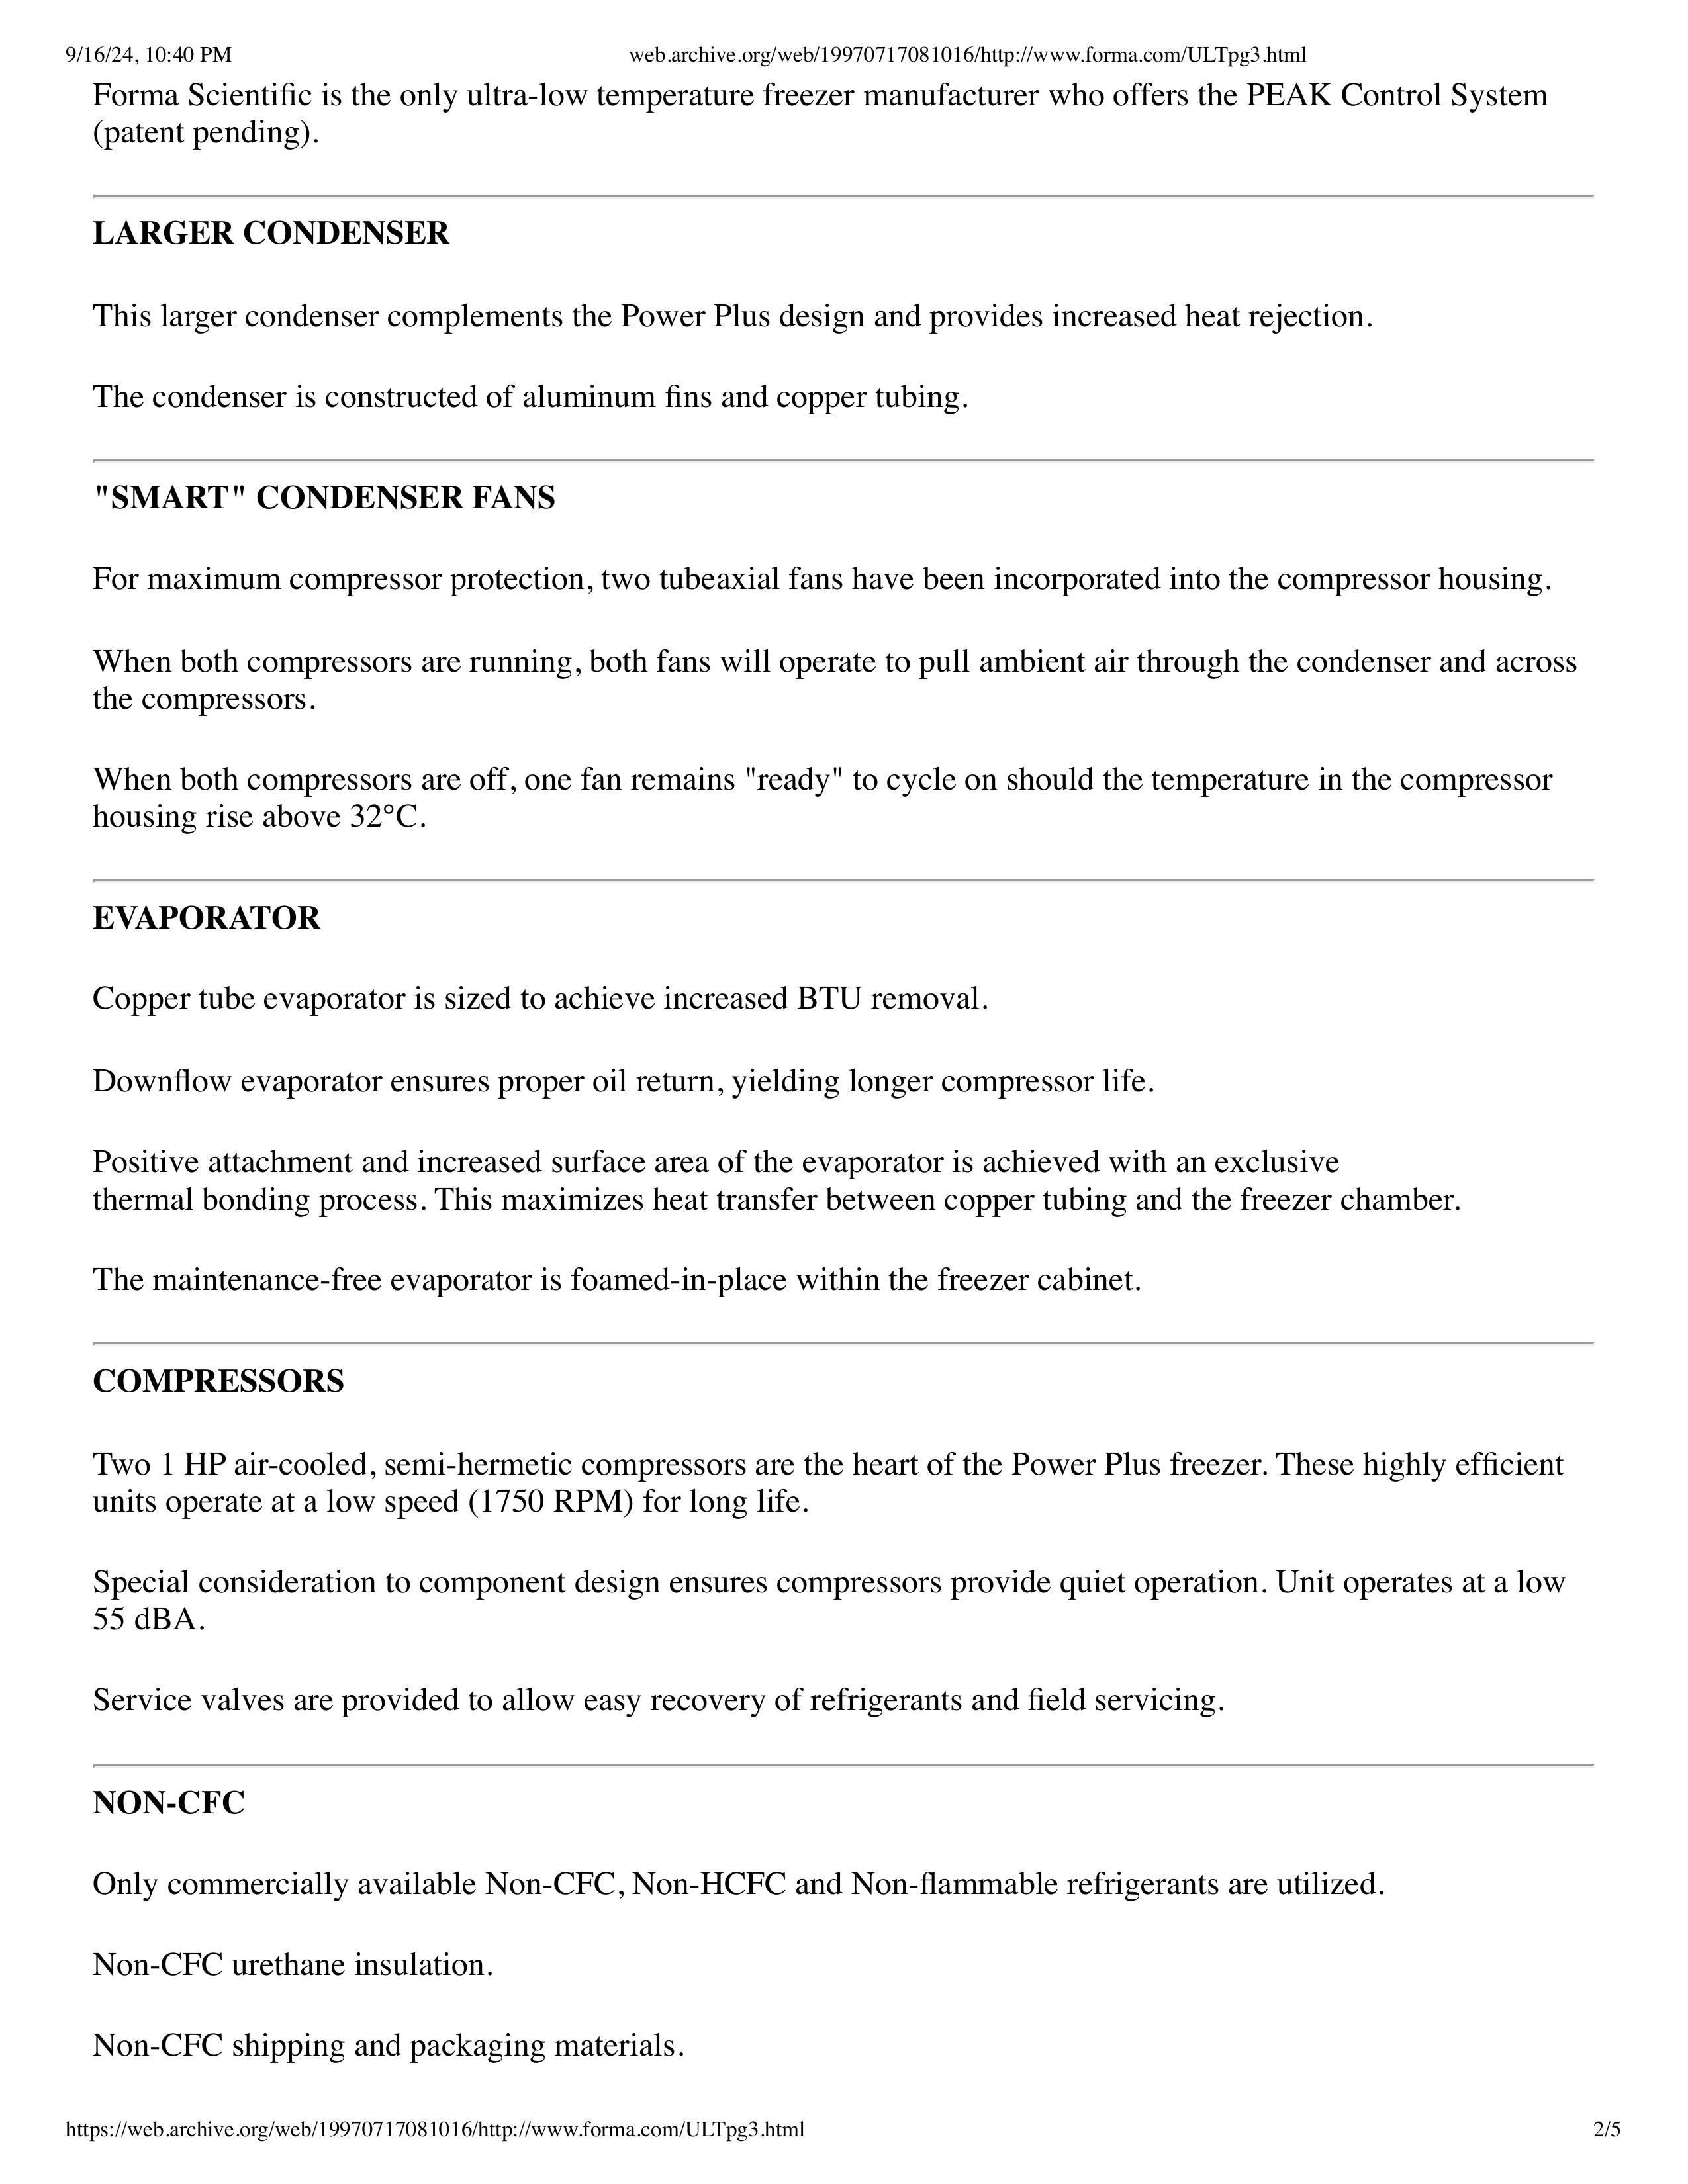 9/16/24, 10:40 PM
web.archive.org/web/19970717081016/http://www.forma.com/ULTpg3.html
Forma Scientific is the only ultra-low temperature freezer manufacturer who offers the PEAK Control System
(patent pending).
LARGER CONDENSER
This larger condenser complements the Power Plus design and provides increased heat rejection.
The condenser is constructed of aluminum fins and copper tubing.
"SMART" CONDENSER FANS
For maximum compressor protection, two tubeaxial fans have been incorporated into the compressor housing.
When both compressors are running, both fans will operate to pull ambient air through the condenser and across
the compressors.
When both compressors are off, one fan remains "ready" to cycle on should the temperature in the compressor
housing rise above 32°C.
EVAPORATOR
Copper tube evaporator is sized to achieve increased BTU removal.
Downflow evaporator ensures proper oil return, yielding longer compressor life.
Positive attachment and increased surface area of the evaporator is achieved with an exclusive
thermal bonding process. This maximizes heat transfer between copper tubing and the freezer chamber.
The maintenance-free evaporator is foamed-in-place within the freezer cabinet.
COMPRESSORS
Two 1 HP air-cooled, semi-hermetic compressors are the heart of the Power Plus freezer. These highly efficient
units operate at a low speed (1750 RPM) for long life.
Special consideration to component design ensures compressors provide quiet operation. Unit operates at a low
55 dBA.
Service valves are provided to allow easy recovery of refrigerants and field servicing.
NON-CFC
Only commercially available Non-CFC, Non-HCFC and Non-flammable refrigerants are utilized.
Non-CFC urethane insulation.
Non-CFC shipping and packaging materials.
https://web.archive.org/web/19970717081016/http://www.forma.com/ULTpg3.html
2/5